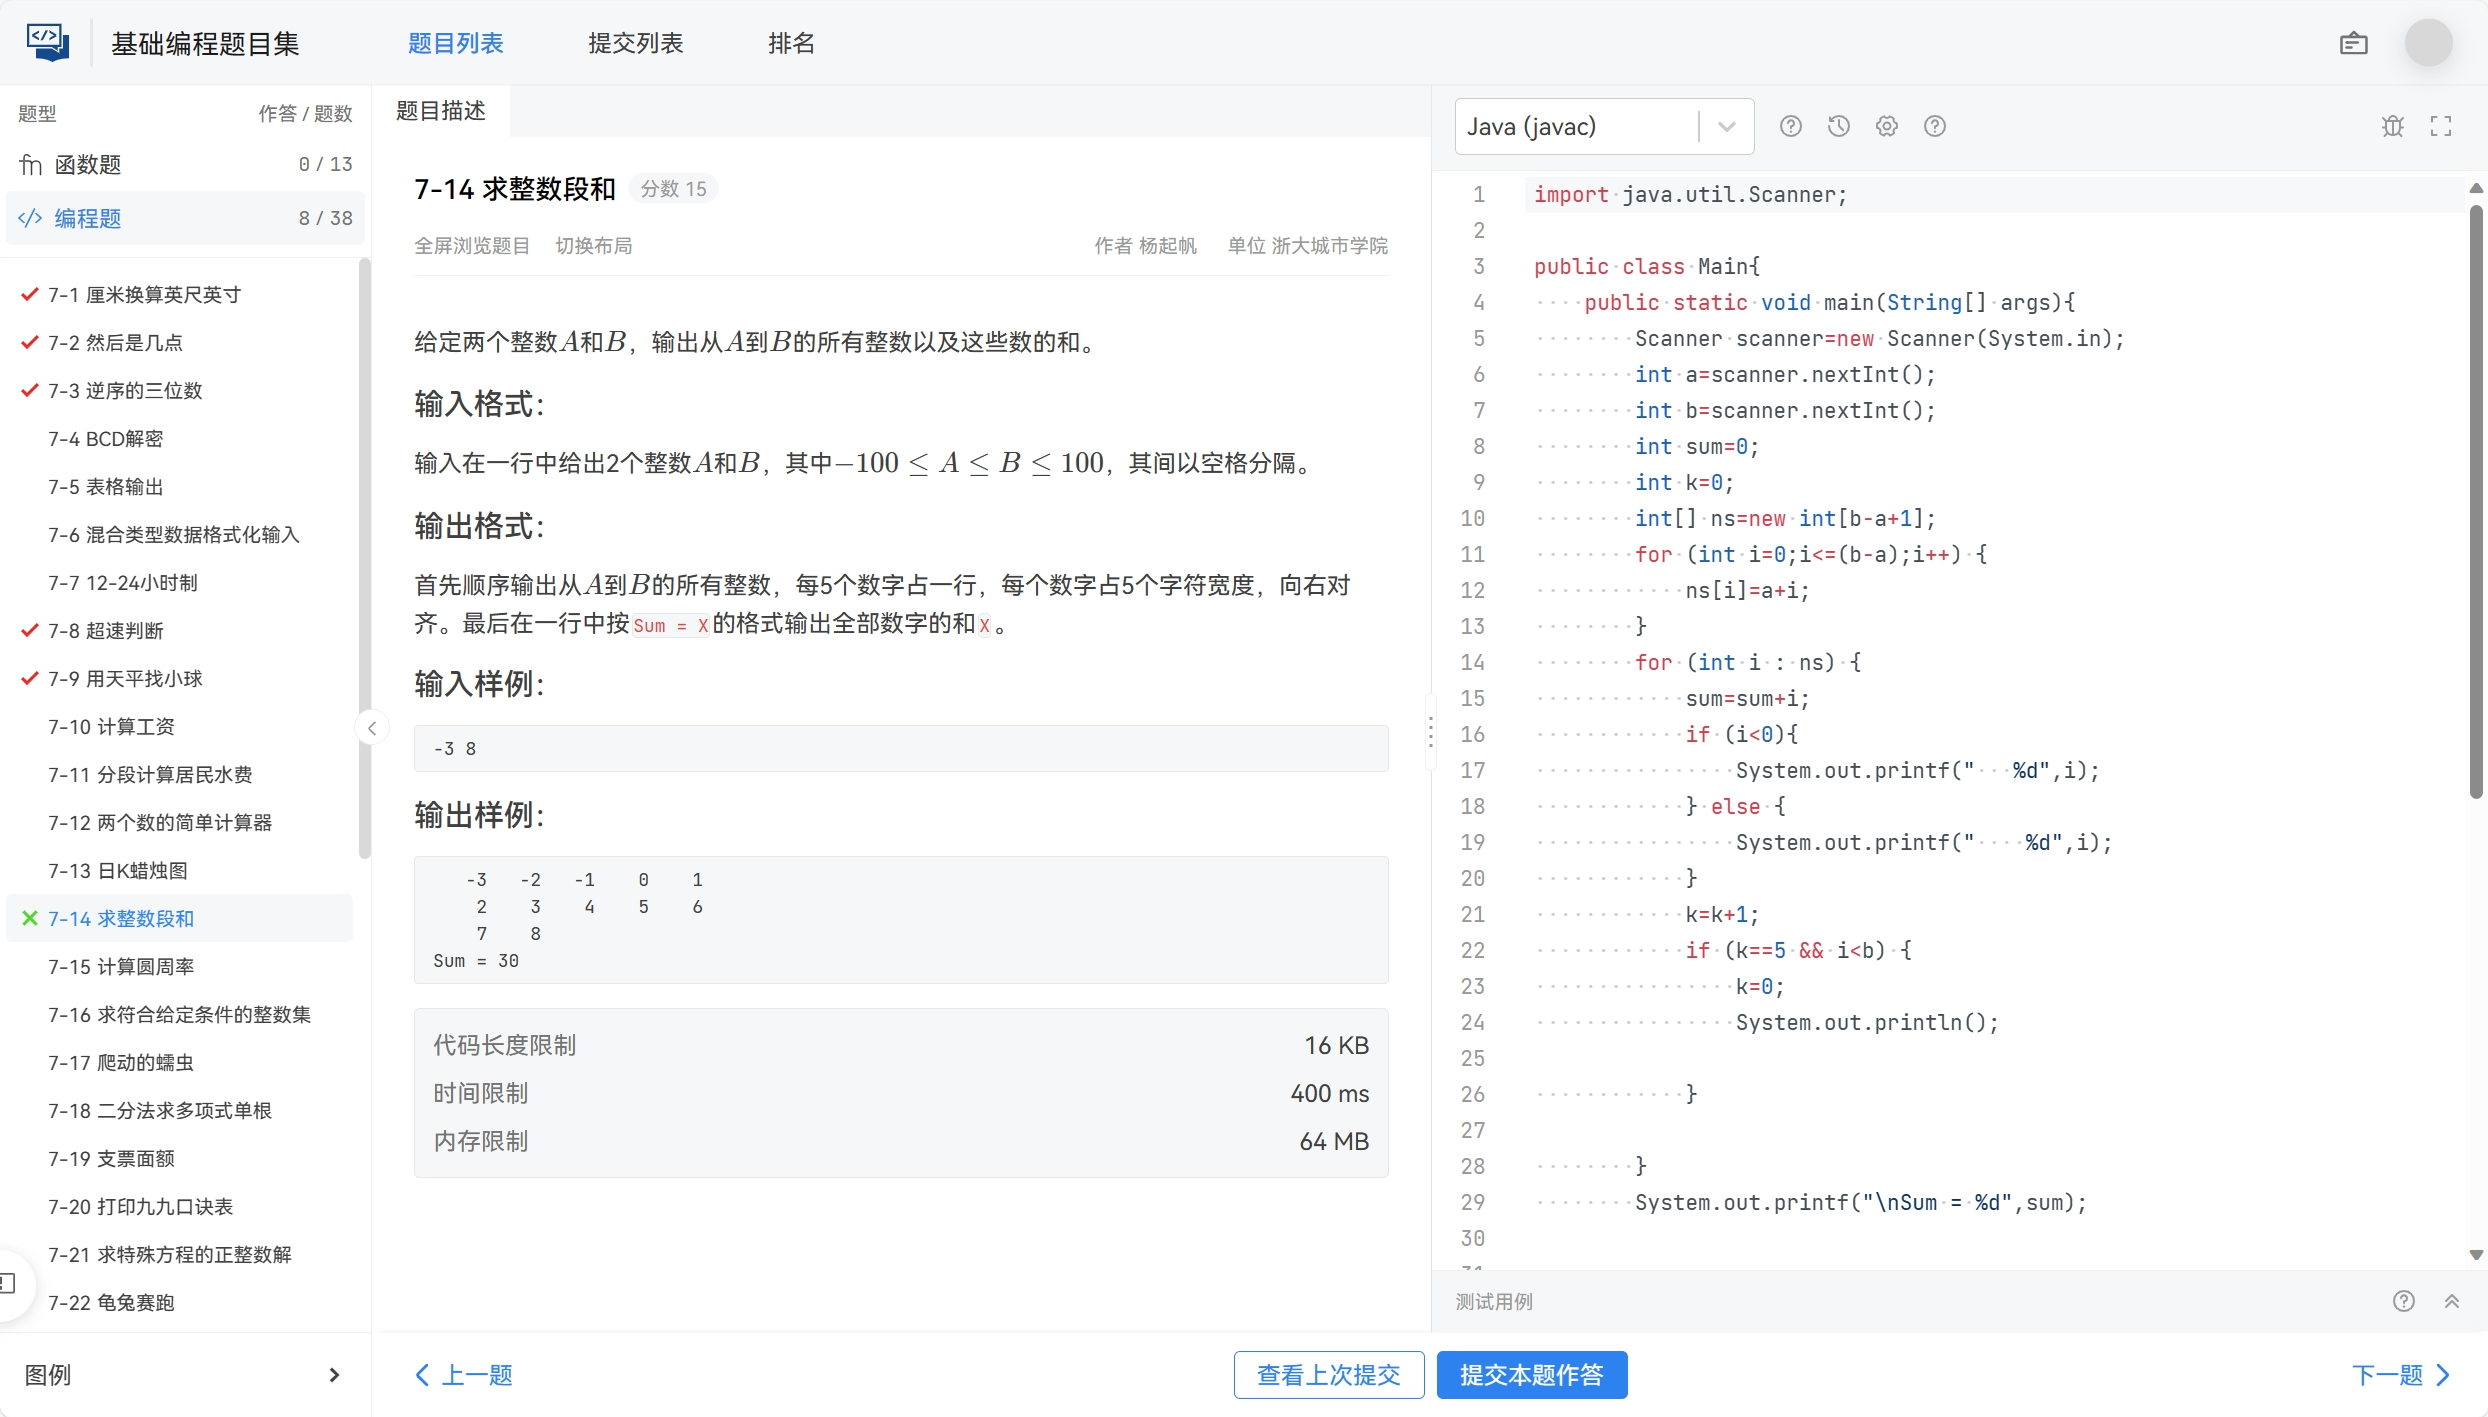 基础编程题目集
题目列表
提交列表
排名
题型
作答 / 题数
函数题
0 / 13
编程题
8 / 38
7-1 厘米换算英尺英寸
7-2 然后是几点
7-3 逆序的三位数
7-4 BCD解密
7-5 表格输出
7-6 混合类型数据格式化输入
7-7 12-24小时制
7-8 超速判断
7-9 用天平找小球
7-10 计算工资
7-11 分段计算居民水费
7-12 两个数的简单计算器
7-13 日K蜡烛图
7-14 求整数段和
7-15 计算圆周率
7-16 求符合给定条件的整数集
7-17 爬动的蠕虫
7-18 二分法求多项式单根
7-19 支票面额
7-20 打印九九口诀表
7-21 求特殊方程的正整数解
7-22 龟兔赛跑
图例
题目描述
7-14 求整数段和
分数 15
全屏浏览题目
切换布局
作者 杨起帆
单位 浙大城市学院
给定两个整数A和B，输出从A到B的所有整数以及这些数的和。
输入格式：
输入在一行中给出2个整数A和B，其中−100 ≤ A ≤ B ≤ 100，其间以空格分隔。
输出格式：
首先顺序输出从A到B的所有整数，每5个数字占一行，每个数字占5个字符宽度，向右对
齐。最后在一行中按Sum = X的格式输出全部数字的和X。
输入样例：
-3 8
输出样例：
   -3   -2   -1    0    1
    2    3    4    5    6
    7    8
Sum = 30
代码长度限制
16 KB
时间限制
400 ms
内存限制
64 MB
上一题
查看上次提交
提交本题作答
下一题
Java (javac)
1 import java.util.Scanner;
2
3 public class Main{
4     public static void main(String[] args){
5         Scanner scanner=new Scanner(System.in);
6         int a=scanner.nextInt();
7         int b=scanner.nextInt();
8         int sum=0;
9         int k=0;
10         int[] ns=new int[b-a+1];
11         for (int i=0;i<=(b-a);i++) {
12             ns[i]=a+i;
13         }
14         for (int i : ns) {
15             sum=sum+i;
16             if (i<0){
17                 System.out.printf("   %d",i);
18             } else {
19                 System.out.printf("    %d",i);
20             }
21             k=k+1;
22             if (k==5 && i<b) {
23                 k=0;
24                 System.out.println();
25
26             }
27
28         }
29         System.out.printf("\nSum = %d",sum);
30
测试用例